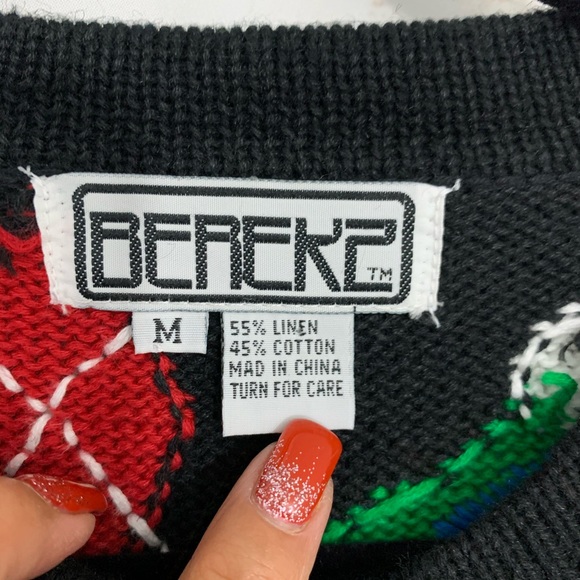 BEREK2
TM
M
55% LINEN
45% COTTON
MAD IN CHINA
TURN FOR CARE